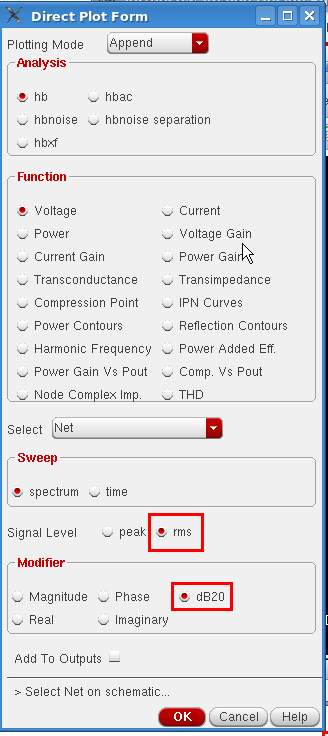 Direct Plot Form
Plotting Mode Append
Analysis
hb hbac
hbnoise hbnoise separation
hbxf
Function
Voltage Current
Power Voltage Gain
Current Gain Power Gain
Transconductance Transimpedance
Compression Point IPN Curves
Power Contours Reflection Contours
Harmonic Frequency Power Added Eff.
Power Gain Vs Pout Comp. Vs Pout
Node Complex Imp. THD
Select Net
Sweep
spectrum time
Signal Level peak rms
Modifier
Magnitude Phase dB20
Real Imaginary
Add To Outputs
> Select Net on schematic...
OK Cancel Help